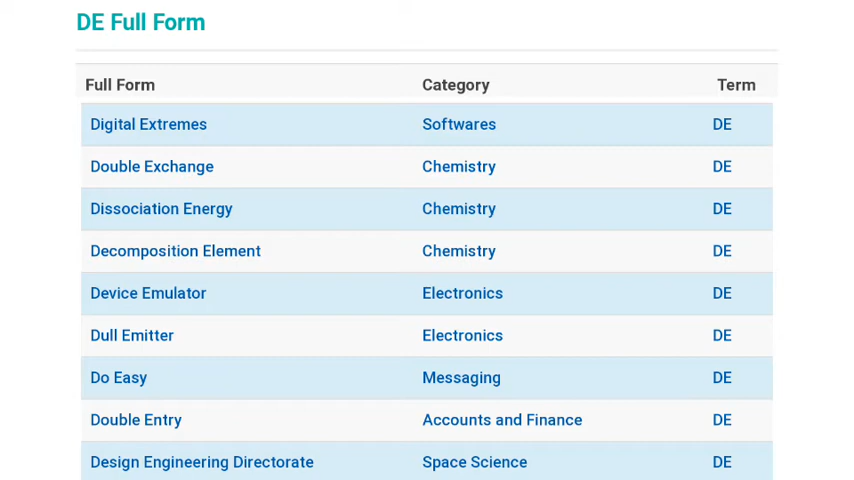 DE Full Form
Full Form Category Term
Digital Extremes Softwares DE
Double Exchange Chemistry DE
Dissociation Energy Chemistry DE
Decomposition Element Chemistry DE
Device Emulator Electronics DE
Dull Emitter Electronics DE
Do Easy Messaging DE
Double Entry Accounts and Finance DE
Design Engineering Directorate Space Science DE